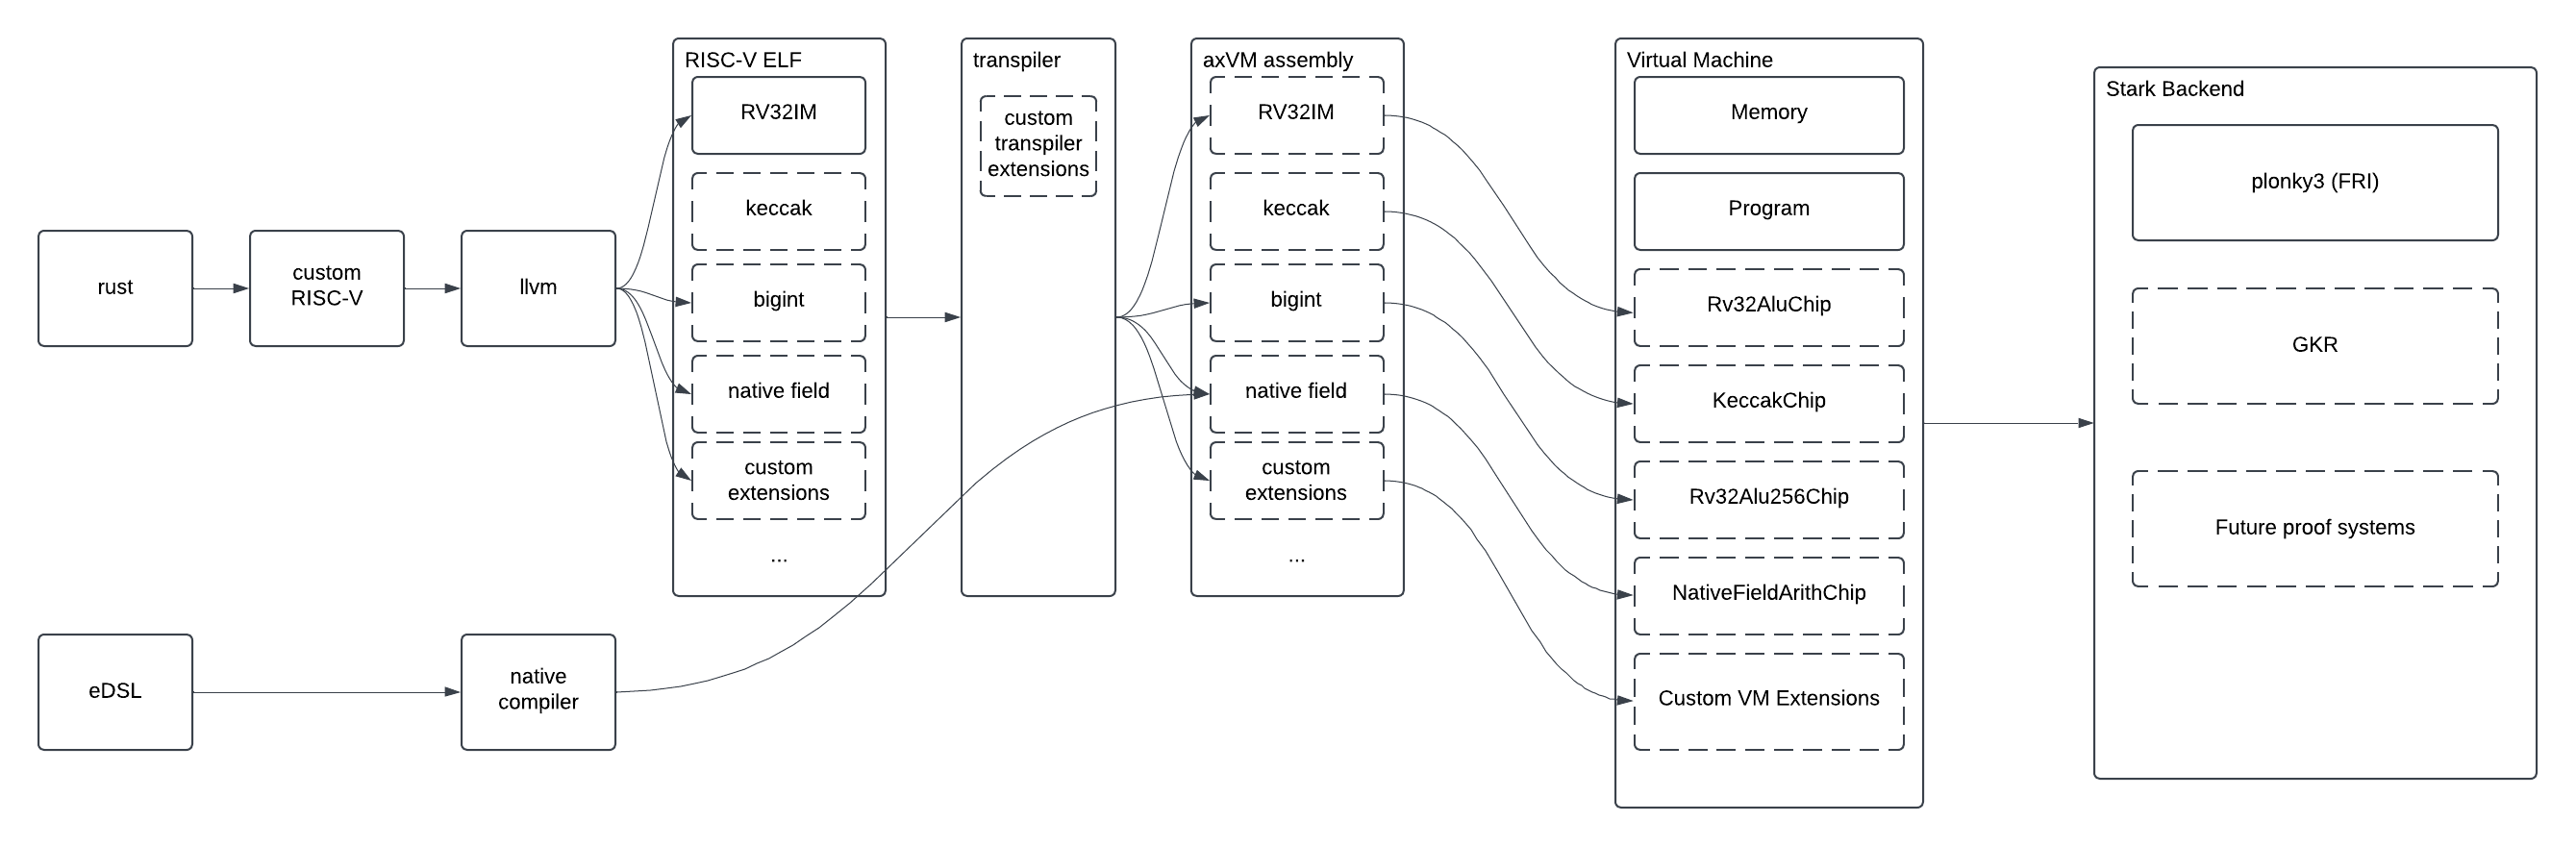 rust
custom
RISC-V
llvm
eDSL
native
compiler
RISC-V ELF
RV32IM
keccak
bigint
native field
custom
extensions
...
transpiler
custom
transpiler
extensions
axVM assembly
RV32IM
keccak
bigint
native field
custom
extensions
...
Virtual Machine
Memory
Program
Rv32AluChip
KeccakChip
Rv32Alu256Chip
NativeFieldArithChip
Custom VM Extensions
Stark Backend
plonky3 (FRI)
GKR
Future proof systems